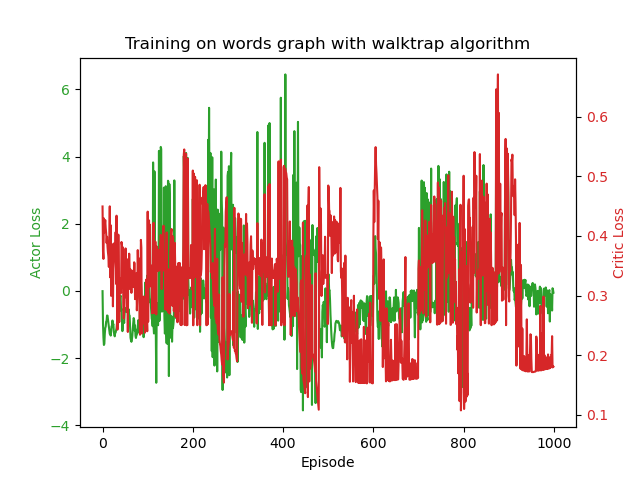 Training on words graph with walktrap algorithm
6
4
2
0
−2
−4
Actor Loss
0.6
0.5
0.4
0.3
0.2
0.1
Critic Loss
0 200 400 600 800 1000
Episode